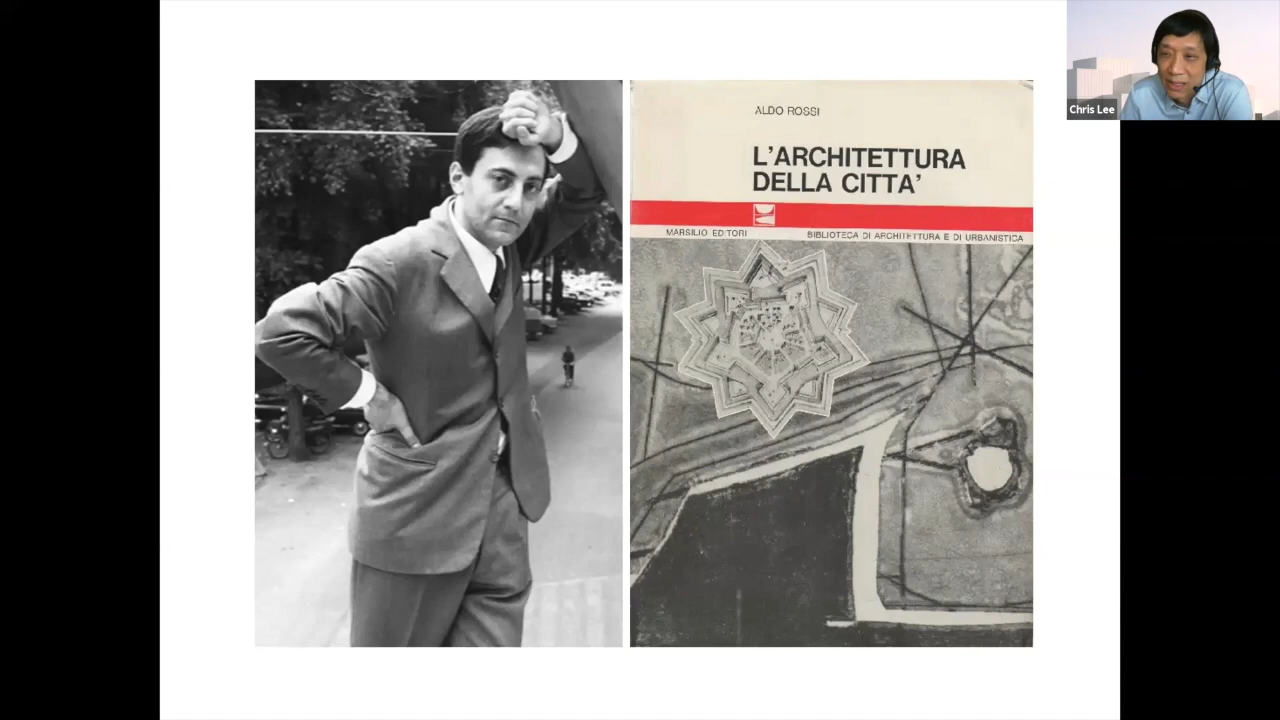 ALDO ROSSI
L'ARCHITETTURA
DELLA CITTA'
MARSILIO EDITORI
BIBLIOTECA DI ARCHITETTURA E DI URBANISTICA
Chris Lee